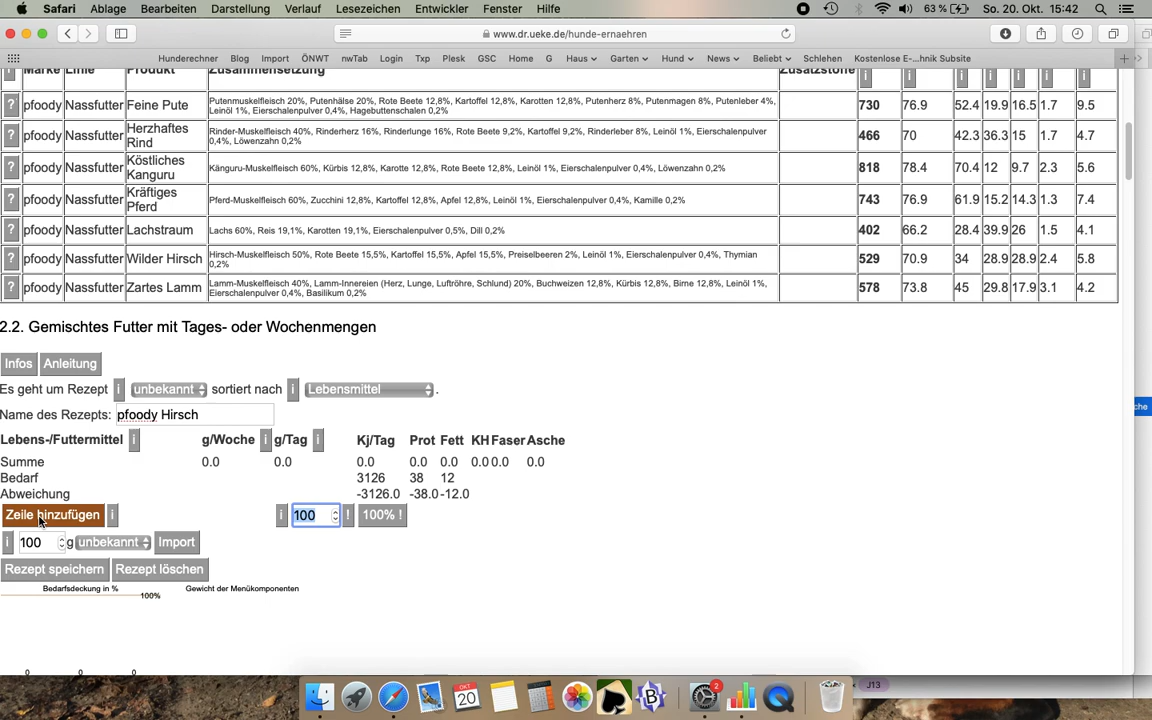 Safari Ablage Bearbeiten Darstellung Verlauf Lesezeichen Entwickler Fenster Hilfe 63 % So. 20. Okt. 15:42
www.dr.ueke.de/hunde-ernaehren
Hunderechner Blog Import ÖNWT nwTab Login Txp Plesk GSC Home G Haus Garten Hund News Beliebt Schlehen Kostenlose E-...hnik Subsite
i Marke Linie Produkt Zusammensetzung Zusatzstoffe i i i i i i
? pfoody Nassfutter Feine Pute Putenmuskelfleisch 20%, Putenhälse 20%, Rote Beete 12,8%, Kartoffel 12,8%, Karotten 12,8%, Putenherz 8%, Putenmagen 8%, Putenleber 4%, 730 76.9 52.4 19.9 16.5 1.7 9.5
Leinöl 1%, Eierschalenpulver 0,4%, Hagebuttenschalen 0,2%
? pfoody Nassfutter Herzhaftes Rind Rinder-Muskelfleisch 40%, Rinderherz 16%, Rinderlunge 16%, Rote Beete 9,2%, Kartoffel 9,2%, Rinderleber 8%, Leinöl 1%, Eierschalenpulver 466 70 42.3 36.3 15 1.7 4.7
0,4%, Löwenzahn 0,2%
? pfoody Nassfutter Köstliches Kanguru Känguru-Muskelfleisch 60%, Kürbis 12,8%, Karotte 12,8%, Rote Beete 12,8%, Leinöl 1%, Eierschalenpulver 0,4%, Löwenzahn 0,2% 818 78.4 70.4 12 9.7 2.3 5.6
? pfoody Nassfutter Kräftiges Pferd Pferd-Muskelfleisch 60%, Zucchini 12,8%, Kartoffel 12,8%, Apfel 12,8%, Leinöl 1%, Eierschalenpulver 0,4%, Kamille 0,2% 743 76.9 61.9 15.2 14.3 1.3 7.4
? pfoody Nassfutter Lachstraum Lachs 60%, Reis 19,1%, Karotten 19,1%, Eierschalenpulver 0,5%, Dill 0,2% 402 66.2 28.4 39.9 26 1.5 4.1
? pfoody Nassfutter Wilder Hirsch Hirsch-Muskelfleisch 50%, Rote Beete 15,5%, Kartoffel 15,5%, Apfel 15,5%, Preiselbeeren 2%, Leinöl 1%, Eierschalenpulver 0,4%, Thymian 529 70.9 34 28.9 28.9 2.4 5.8
0,2%
? pfoody Nassfutter Zartes Lamm Lamm-Muskelfleisch 40%, Lamm-Innereien (Herz, Lunge, Luftröhre, Schlund) 20%, Buchweizen 12,8%, Kürbis 12,8%, Birne 12,8%, Leinöl 1%, 578 73.8 45 29.8 17.9 3.1 4.2
Eierschalenpulver 0,4%, Basilikum 0,2%
2.2. Gemischtes Futter mit Tages- oder Wochenmengen
Infos Anleitung
Es geht um Rezept i unbekannt sortiert nach i Lebensmittel .
Name des Rezepts: pfoody Hirsch
Lebens-/Futtermittel i g/Woche i g/Tag i Kj/Tag Prot Fett KH Faser Asche
Summe 0.0 0.0 0.0 0.0 0.0 0.0 0.0 0.0
Bedarf 3126 38 12
Abweichung -3126.0 -38.0 -12.0
Zeile hinzufügen i i 100 ! 100% !
i 100 g unbekannt Import
Rezept speichern Rezept löschen
Bedarfsdeckung in % Gewicht der Menükomponenten
100%
0 0 0
che
OKT 20
2
J13